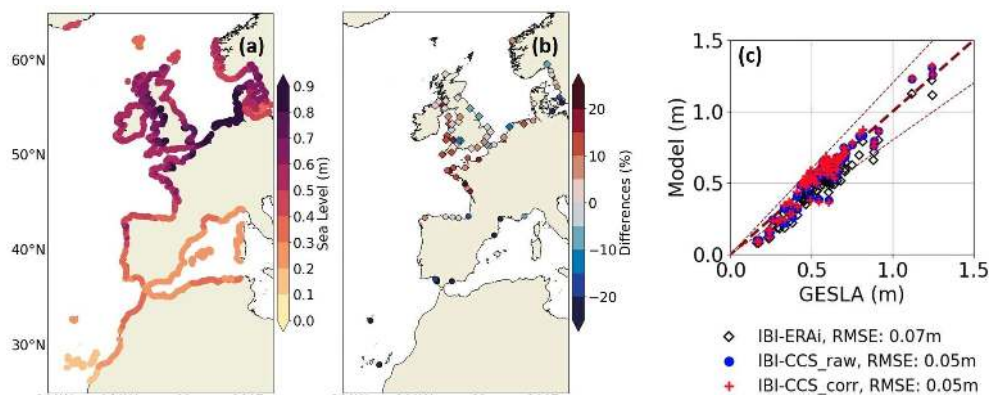 (a)
60°N
50°N
40°N
30°N
0.9
0.8
0.7
0.6
0.5
0.4
0.3
0.2
0.1
0.0
Sea Level (m)
(b)
20
10
0
−10
−20
Differences (%)
(c)
1.5
1.0
0.5
0.0
Model (m)
0.0 0.5 1.0 1.5
GESLA (m)
IBI-ERAi, RMSE: 0.07m
IBI-CCS_raw, RMSE: 0.05m
IBI-CCS_corr, RMSE: 0.05m